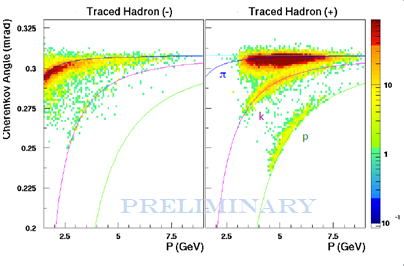 Traced Hadron (-)
Traced Hadron (+)
Cherenkov Angle (mrad)
0.325
0.3
0.275
0.25
0.225
0.2
π
k
p
10
1
10 -1
PRELIMINARY
2.5 5 7.5
2.5 5 7.5
P (GeV)
P (GeV)